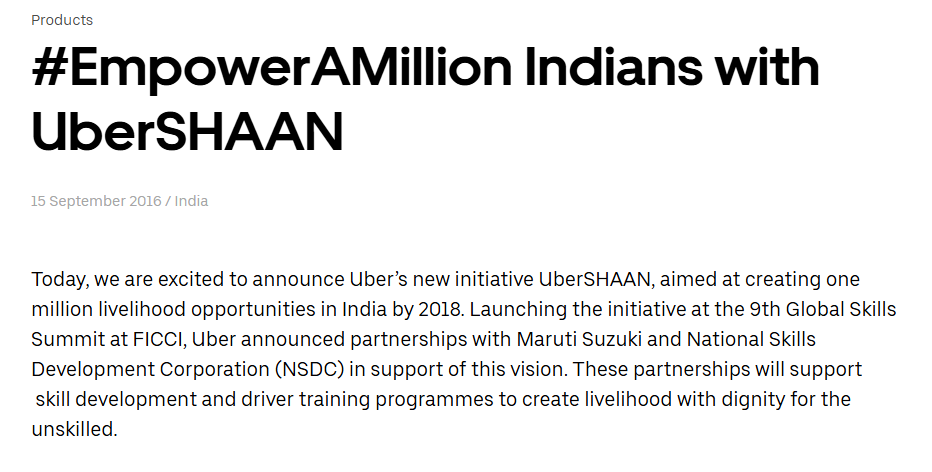 Products
#EmpowerAMillion Indians with
UberSHAAN
15 September 2016 / India
Today, we are excited to announce Uber’s new initiative UberSHAAN, aimed at creating one
million livelihood opportunities in India by 2018. Launching the initiative at the 9th Global Skills
Summit at FICCI, Uber announced partnerships with Maruti Suzuki and National Skills
Development Corporation (NSDC) in support of this vision. These partnerships will support
skill development and driver training programmes to create livelihood with dignity for the
unskilled.